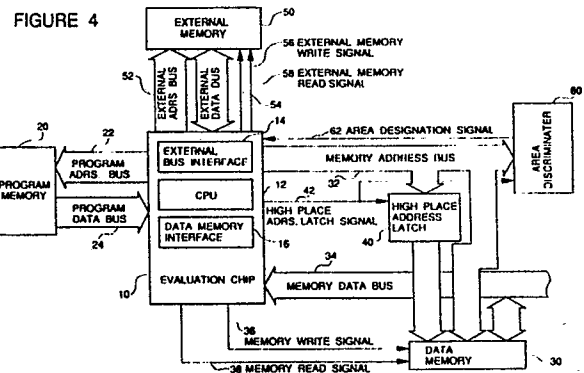 FIGURE 4
50
EXTERNAL
MEMORY
56 EXTERNAL MEMORY
WRITE SIGNAL
58 EXTERNAL MEMORY
READ SIGNAL
52
EXTERNAL
ADRS BUS
EXTERNAL
DATA BUS
54
60
20
22
14
62 AREA DESIGNATION SIGNAL
EXTERNAL
BUS INTERFACE
MEMORY ADDRESS BUS
AREA
DISCRIMINATER
PROGRAM
ADRS. BUS
PROGRAM
MEMORY
12
32
CPU
42
HIGH PLACE
ADRS. LATCH SIGNAL
HIGH PLACE
ADDRESS
LATCH
PROGRAM
DATA BUS
24
DATA MEMORY
INTERFACE
16
40
34
EVALUATION CHIP
MEMORY DATA BUS
10
36
MEMORY WRITE SIGNAL
DATA
MEMORY
30
38 MEMORY READ SIGNAL